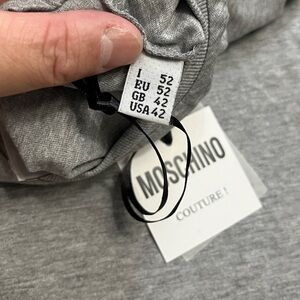 I 52
EU 52
GB 42
USA 42
MOSCHINO
COUTURE !